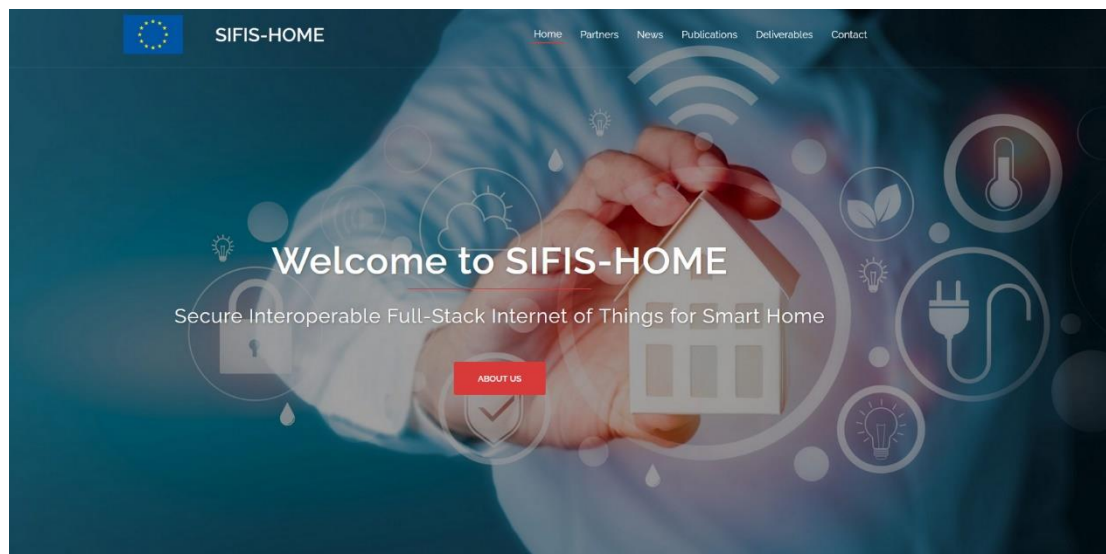 SIFIS-HOME
Home Partners News Publications Deliverables Contact
Welcome to SIFIS-HOME
Secure Interoperable Full-Stack Internet of Things for Smart Home
ABOUT US